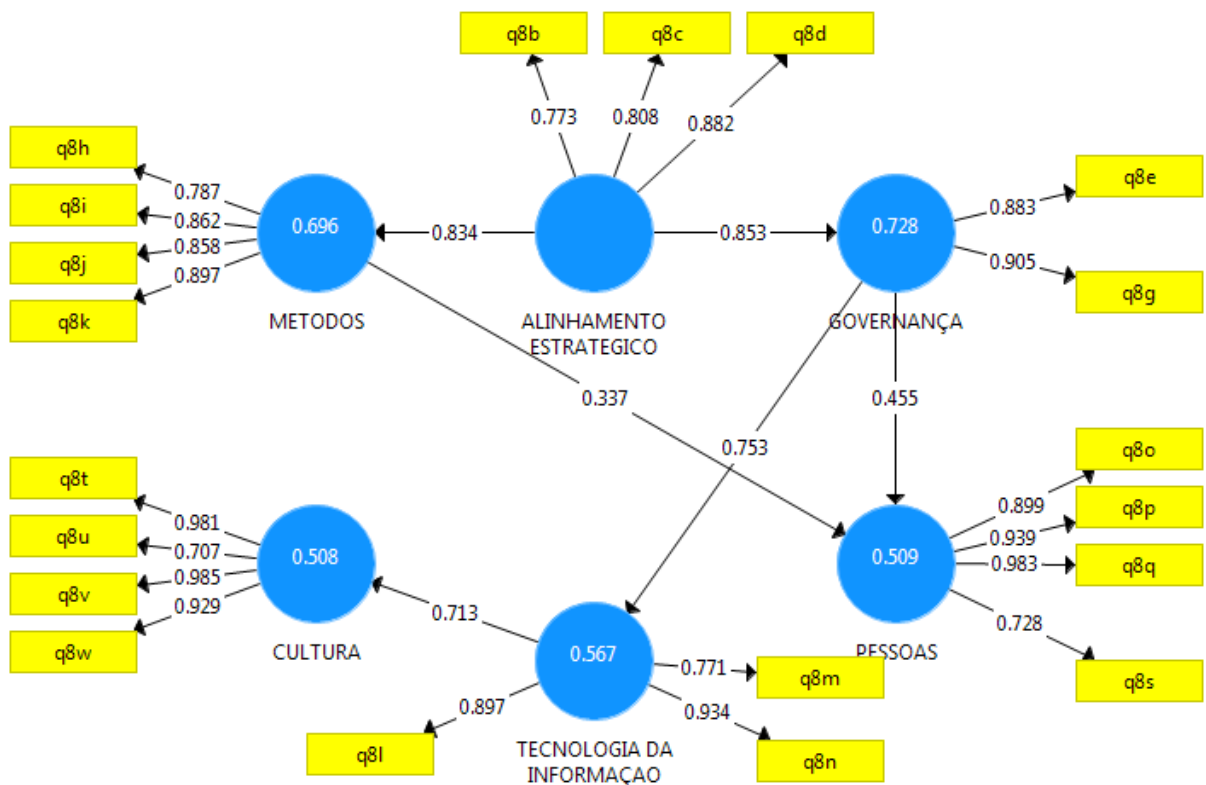 q8b
q8c
q8d
0.773
0.808
0.882
q8h
q8i
q8j
q8k
0.787
0.862
0.858
0.897
0.696
METODOS
0.834
ALINHAMENTO
ESTRATEGICO
0.853
0.728
GOVERNANÇA
0.883
0.905
q8e
q8g
0.337
0.455
0.753
q8t
q8u
q8v
q8w
0.981
0.707
0.985
0.929
0.508
CULTURA
0.713
0.567
TECNOLOGIA DA
INFORMAÇAO
0.897
q8l
0.771
q8m
0.934
q8n
0.509
PESSOAS
0.899
0.939
0.983
0.728
q8o
q8p
q8q
q8s